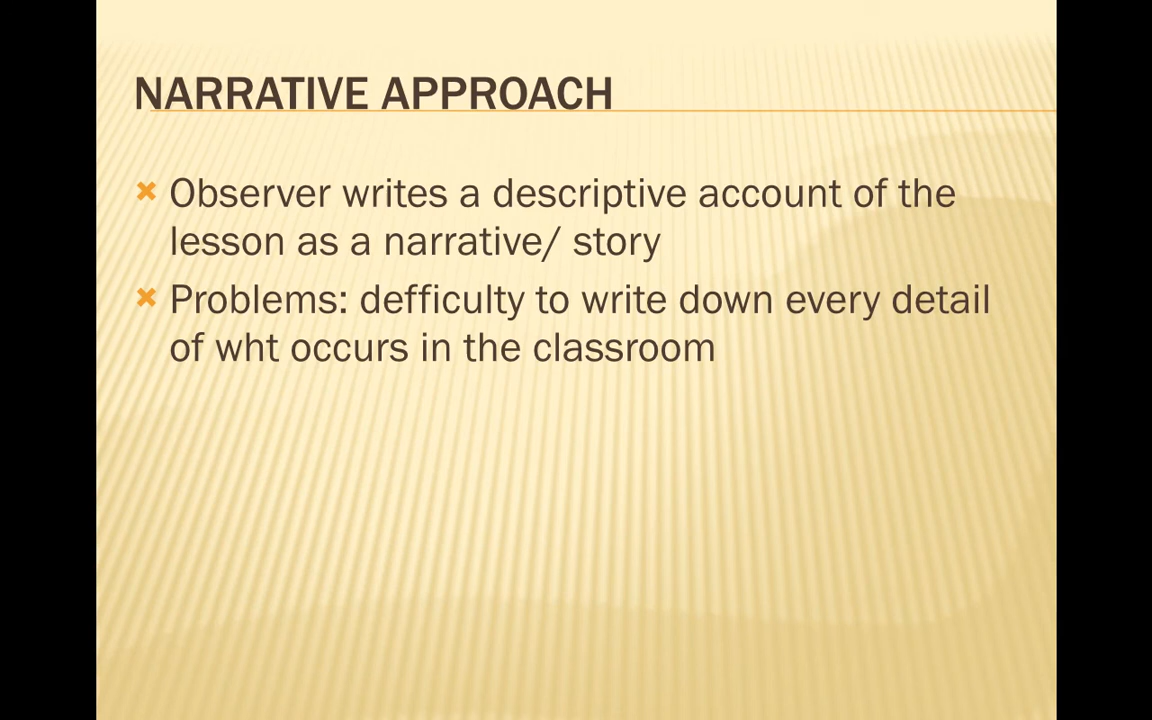 NARRATIVE APPROACH
Observer writes a descriptive account of the
lesson as a narrative/ story
Problems: defficulty to write down every detail
of wht occurs in the classroom